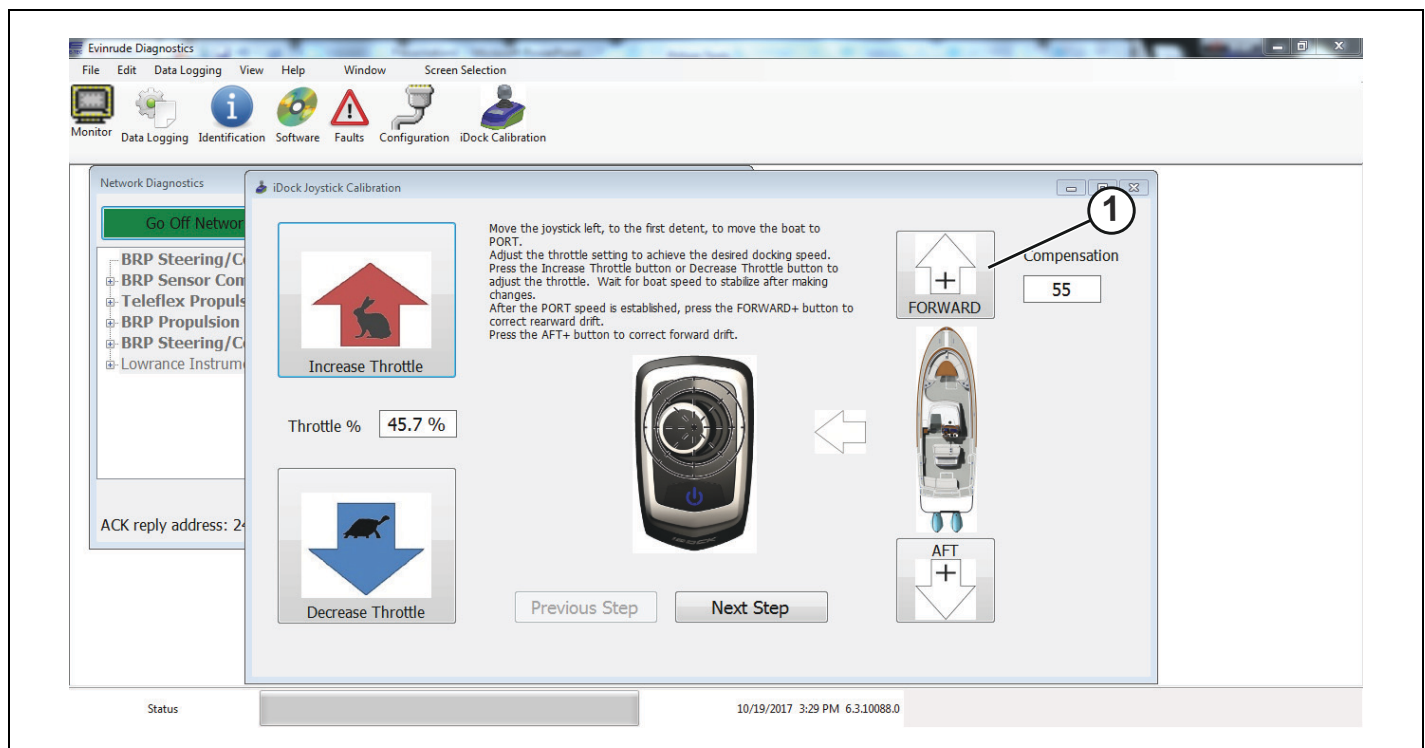 Evinrude Diagnostics
File Edit Data Logging View Help Window Screen Selection
Monitor Data Logging Identification Software Faults Configuration iDock Calibration
Network Diagnostics
Go Off Networ
BRP Steering/C
BRP Sensor Con
Teleflex Propuls
BRP Propulsion
BRP Steering/C
Lowrance Instrum
ACK reply address: 24
iDock Joystick Calibration
1
Increase Throttle
Throttle % 45.7 %
Decrease Throttle
Move the joystick left, to the first detent, to move the boat to
PORT.
Adjust the throttle setting to achieve the desired docking speed.
Press the Increase Throttle button or Decrease Throttle button to
adjust the throttle. Wait for boat speed to stabilize after making
changes.
After the PORT speed is established, press the FORWARD+ button to
correct rearward drift.
Press the AFT+ button to correct forward drift.
iDOCK
Previous Step Next Step
+
FORWARD
Compensation
55
AFT
+
Status 10/19/2017 3:29 PM 6.3.10088.0